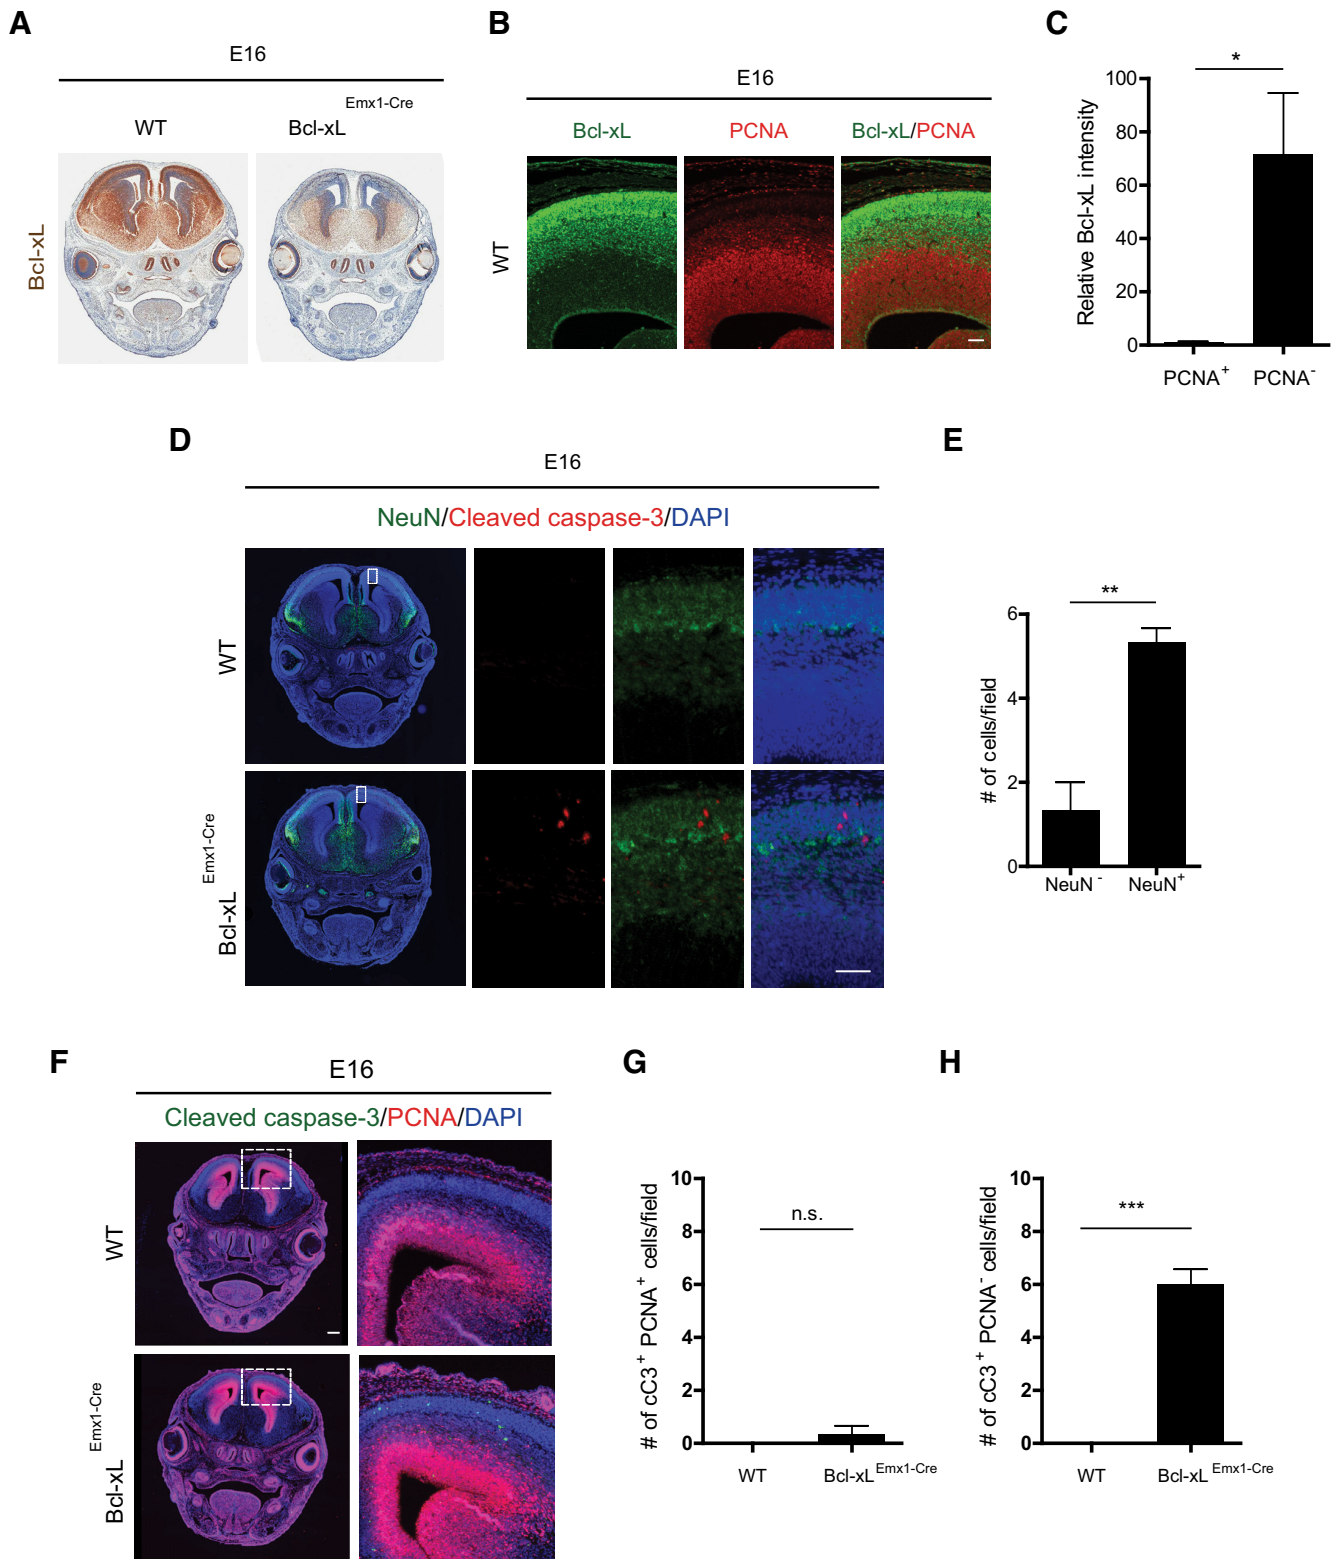 A
E16
WT
Bcl-xL Emx1-Cre
Bcl-xL
B
E16
Bcl-xL
PCNA
Bcl-xL/PCNA
WT
C
*
Relative Bcl-xL intensity
100
80
60
40
20
0
PCNA+
PCNA-
D
E16
NeuN/Cleaved caspase-3/DAPI
WT
Bcl-xL Emx1-Cre
E
**
# of cells/field
6
4
2
0
NeuN -
NeuN+
F
E16
Cleaved caspase-3/PCNA/DAPI
WT
Bcl-xL Emx1-Cre
G
n.s.
# of cC3+ PCNA+ cells/field
10
8
6
4
2
0
WT
Bcl-xL Emx1-Cre
H
***
# of cC3+ PCNA- cells/field
10
8
6
4
2
0
WT
Bcl-xL Emx1-Cre